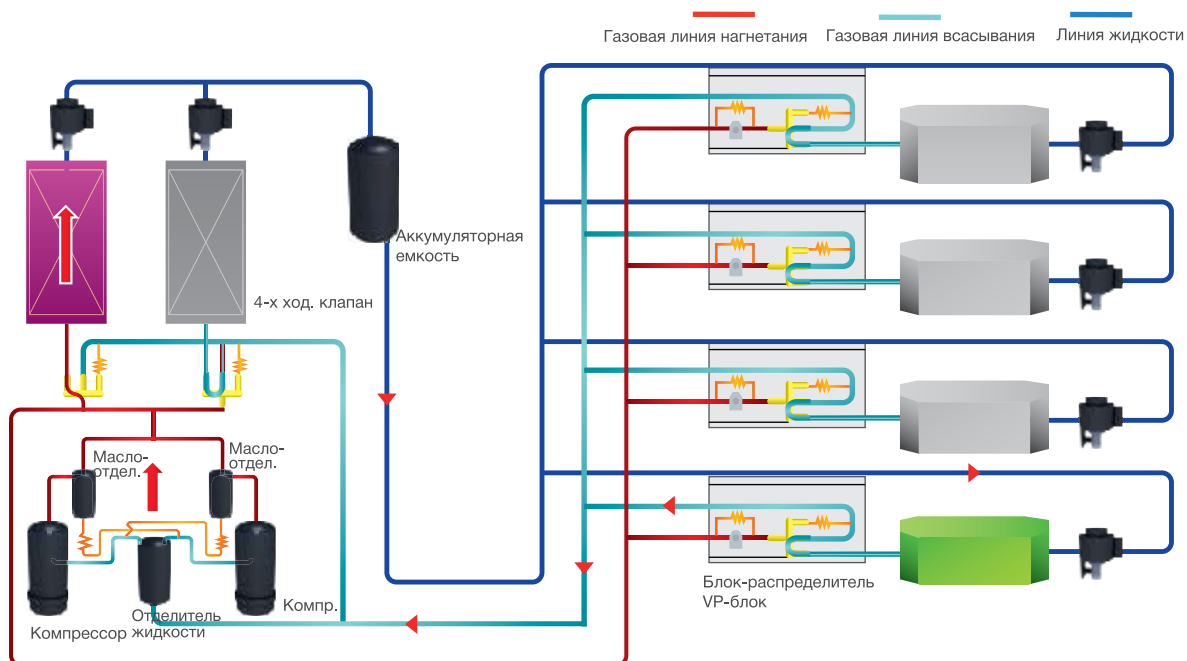 Газовая линия нагнетания
Газовая линия всасывания
Линия жидкости
Аккумуляторная
емкость
4-х ход. клапан
Масло-
отдел.
Масло-
отдел.
Компр.
Отделитель
жидкости
Компрессор
Блок-распределитель
VP-блок